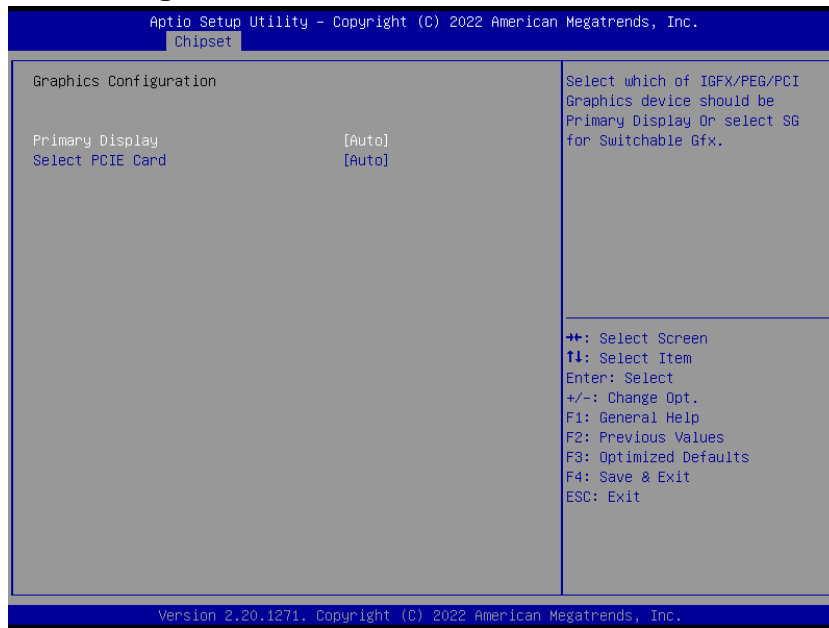 Aptio Setup Utility – Copyright (C) 2022 American Megatrends, Inc.
Chipset
Graphics Configuration
Primary Display [Auto]
Select PCIE Card [Auto]
Select which of IGFX/PEG/PCI
Graphics device should be
Primary Display Or select SG
for Switchable Gfx.
→←: Select Screen
↑↓: Select Item
Enter: Select
+/-: Change Opt.
F1: General Help
F2: Previous Values
F3: Optimized Defaults
F4: Save & Exit
ESC: Exit
Version 2.20.1271. Copyright (C) 2022 American Megatrends, Inc.